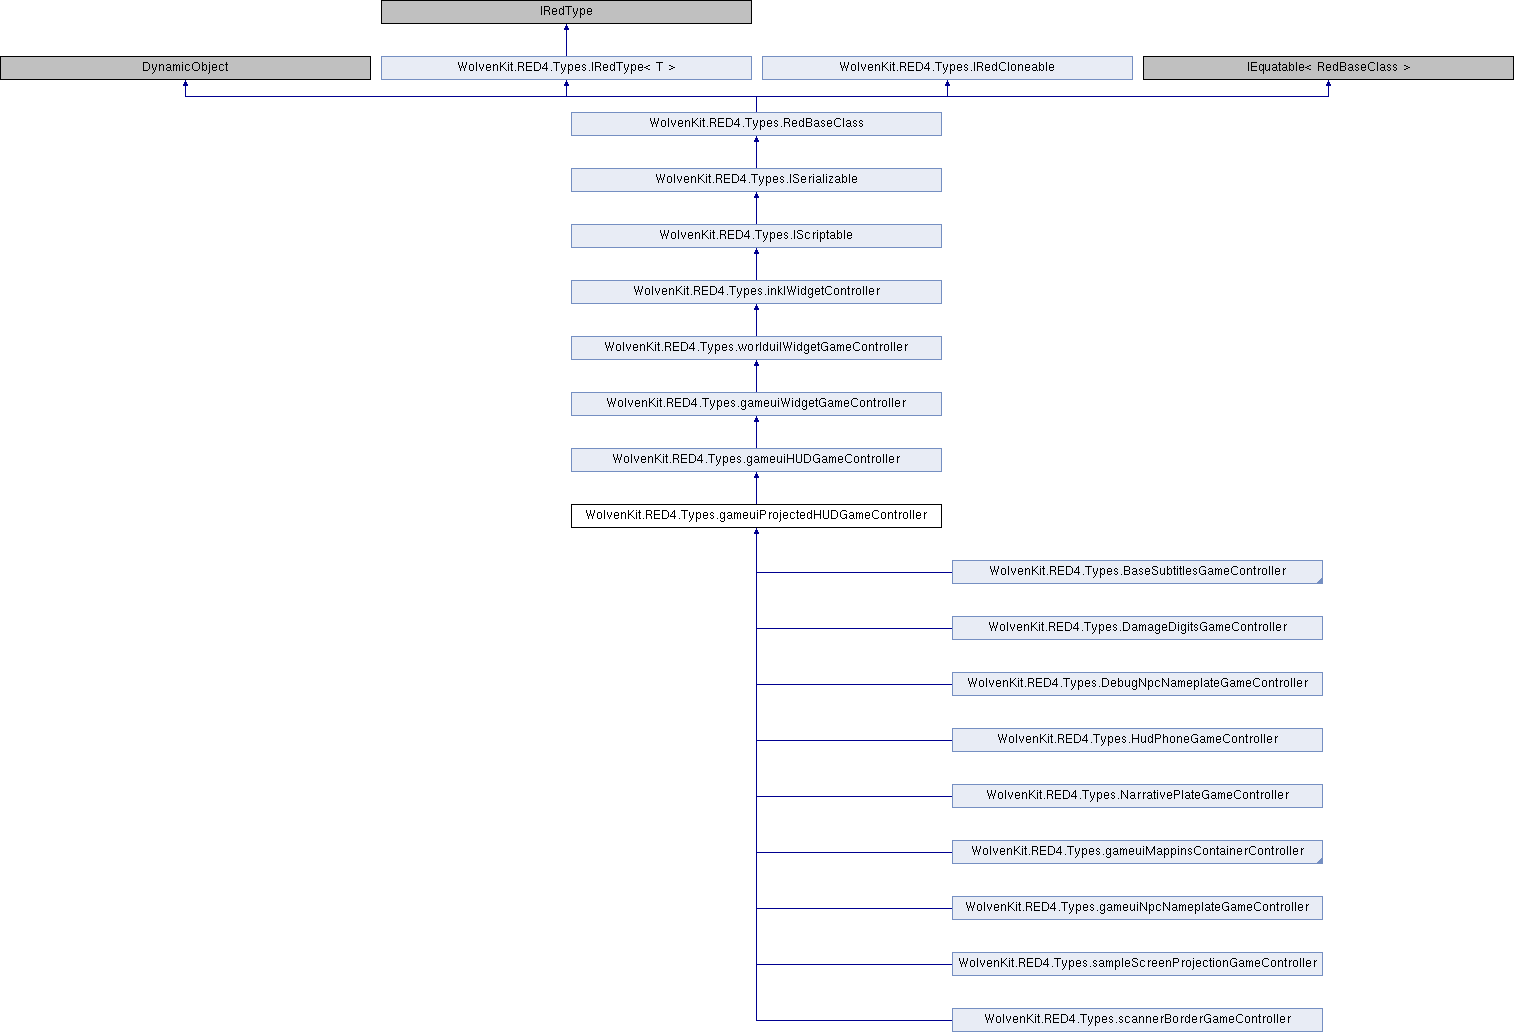 IRedType
DynamicObject
WolvenKit.RED4.Types.IRedType< T >
WolvenKit.RED4.Types.IRedCloneable
IEquatable< RedBaseClass >
WolvenKit.RED4.Types.RedBaseClass
WolvenKit.RED4.Types.ISerializable
WolvenKit.RED4.Types.IScriptable
WolvenKit.RED4.Types.inkIWidgetController
WolvenKit.RED4.Types.worlduiIWidgetGameController
WolvenKit.RED4.Types.gameuiWidgetGameController
WolvenKit.RED4.Types.gameuiHUDGameController
WolvenKit.RED4.Types.gameuiProjectedHUDGameController
WolvenKit.RED4.Types.BaseSubtitlesGameController
WolvenKit.RED4.Types.DamageDigitsGameController
WolvenKit.RED4.Types.DebugNpcNameplateGameController
WolvenKit.RED4.Types.HudPhoneGameController
WolvenKit.RED4.Types.NarrativePlateGameController
WolvenKit.RED4.Types.gameuiMappinsContainerController
WolvenKit.RED4.Types.gameuiNpcNameplateGameController
WolvenKit.RED4.Types.sampleScreenProjectionGameController
WolvenKit.RED4.Types.scannerBorderGameController